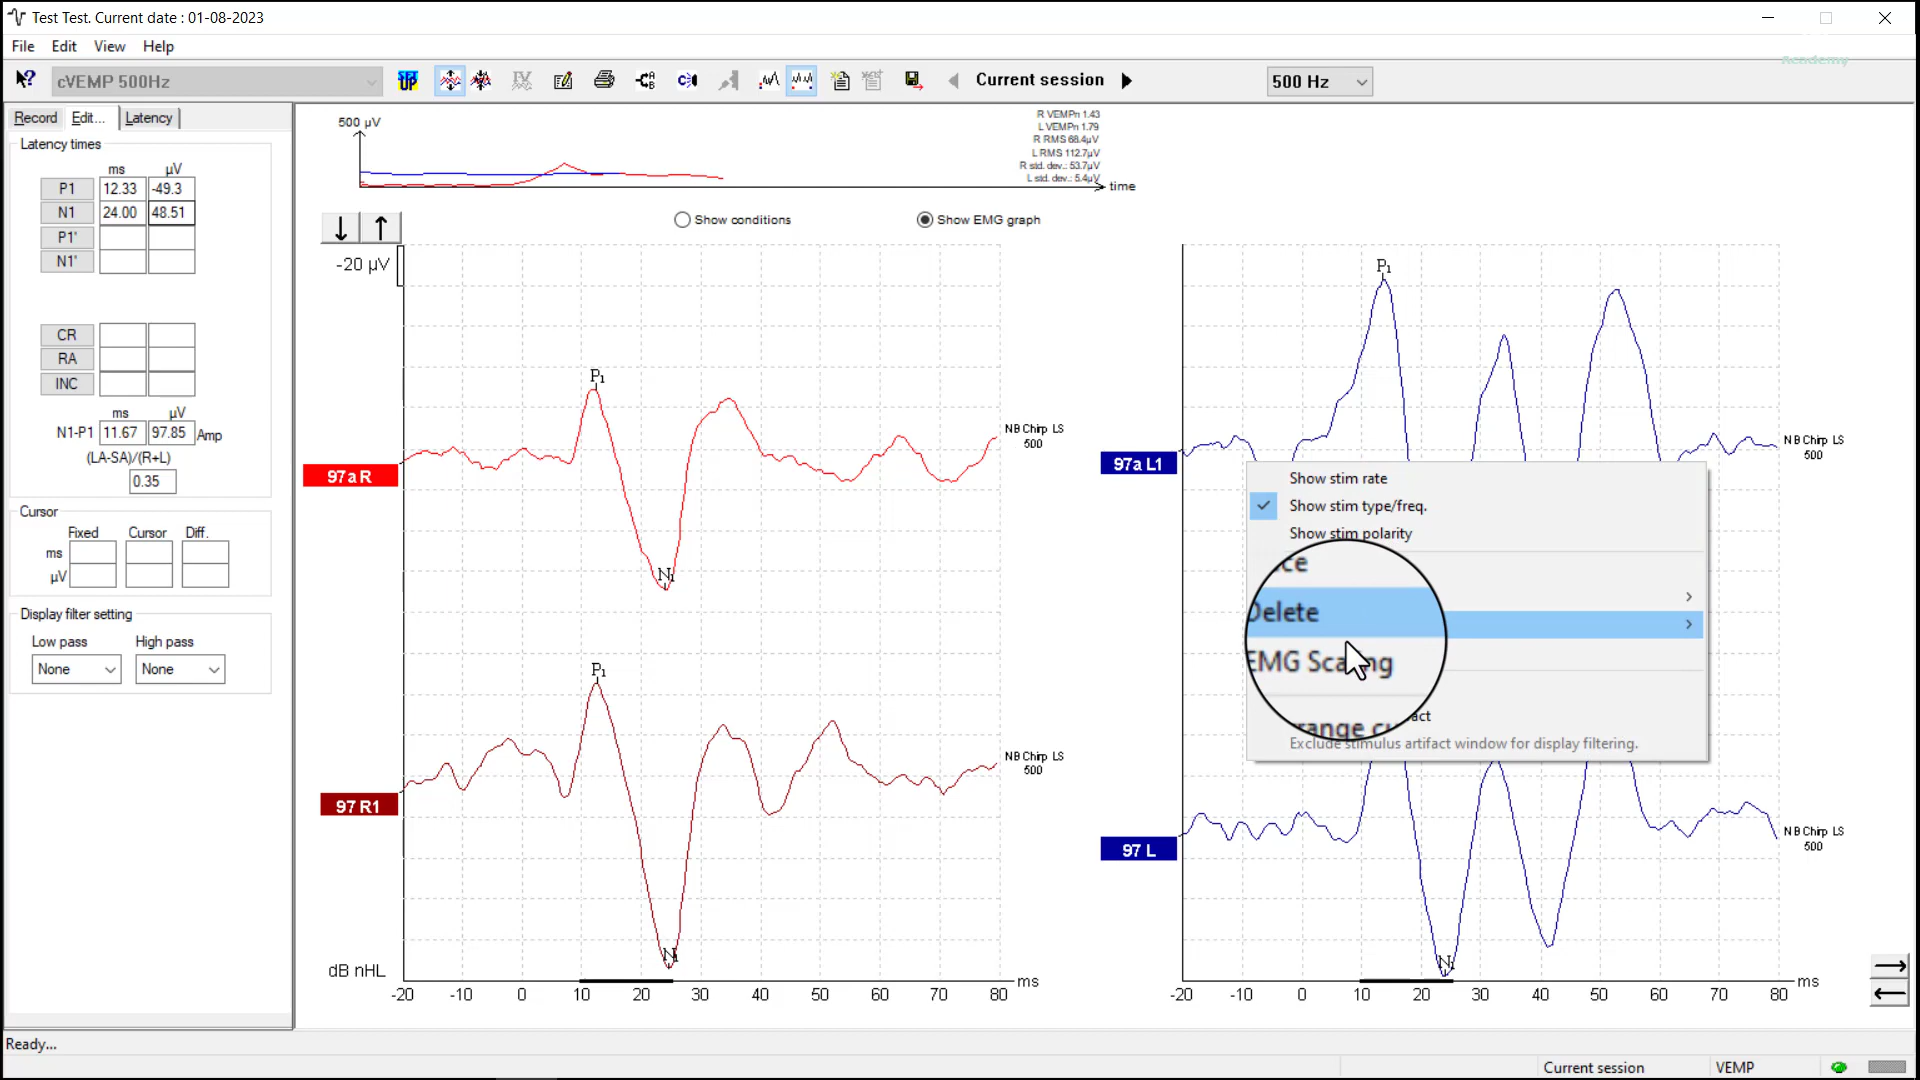 Test Test. Current date : 01-08-2023
File Edit View Help
Academy
cVEMP 500Hz
UP
Current session
500 Hz
Record Edit... Latency
Latency times
ms µV
P1 12.33 -49.3
N1 24.00 48.51
P1'
N1'
CR
RA
INC
ms µV
N1-P1 11.67 97.85 Amp
(LA-SA)/(R+L)
0.35
Cursor
Fixed Cursor Diff.
ms
µV
Display filter setting
Low pass High pass
None None
500 µV
R VEMPn 1.43
L VEMPn 1.79
R RMS 68.4µV
L RMS 112.7µV
R std. dev.: 53.7µV
L std. dev.: 5.4µV
time
Show conditions Show EMG graph
-20 µV
P1
N1
97a R
NB Chirp LS
500
P1
N1
97 R1
NB Chirp LS
500
dB nHL
-20 -10 0 10 20 30 40 50 60 70 80 ms
P1
97a L1
NB Chirp LS
500
Show stim rate
Show stim type/freq.
Show stim polarity
Delete
EMG Scaling
Exclude stimulus artifact window for display filtering.
97 L
N1
NB Chirp LS
500
-20 -10 0 10 20 30 40 50 60 70 80 ms
Ready...
Current session VEMP